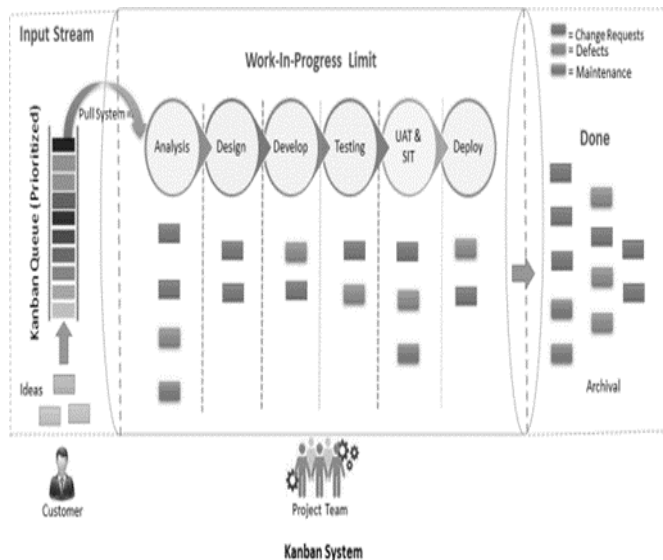 Input Stream
Work-In-Progress Limit
= Change Requests
= Defects
= Maintenance
Pull System
Kanban Queue (Prioritized)
Analysis
Design
Develop
Testing
UAT &
SIT
Deploy
Done
Ideas
Archival
Customer
Project Team
Kanban System